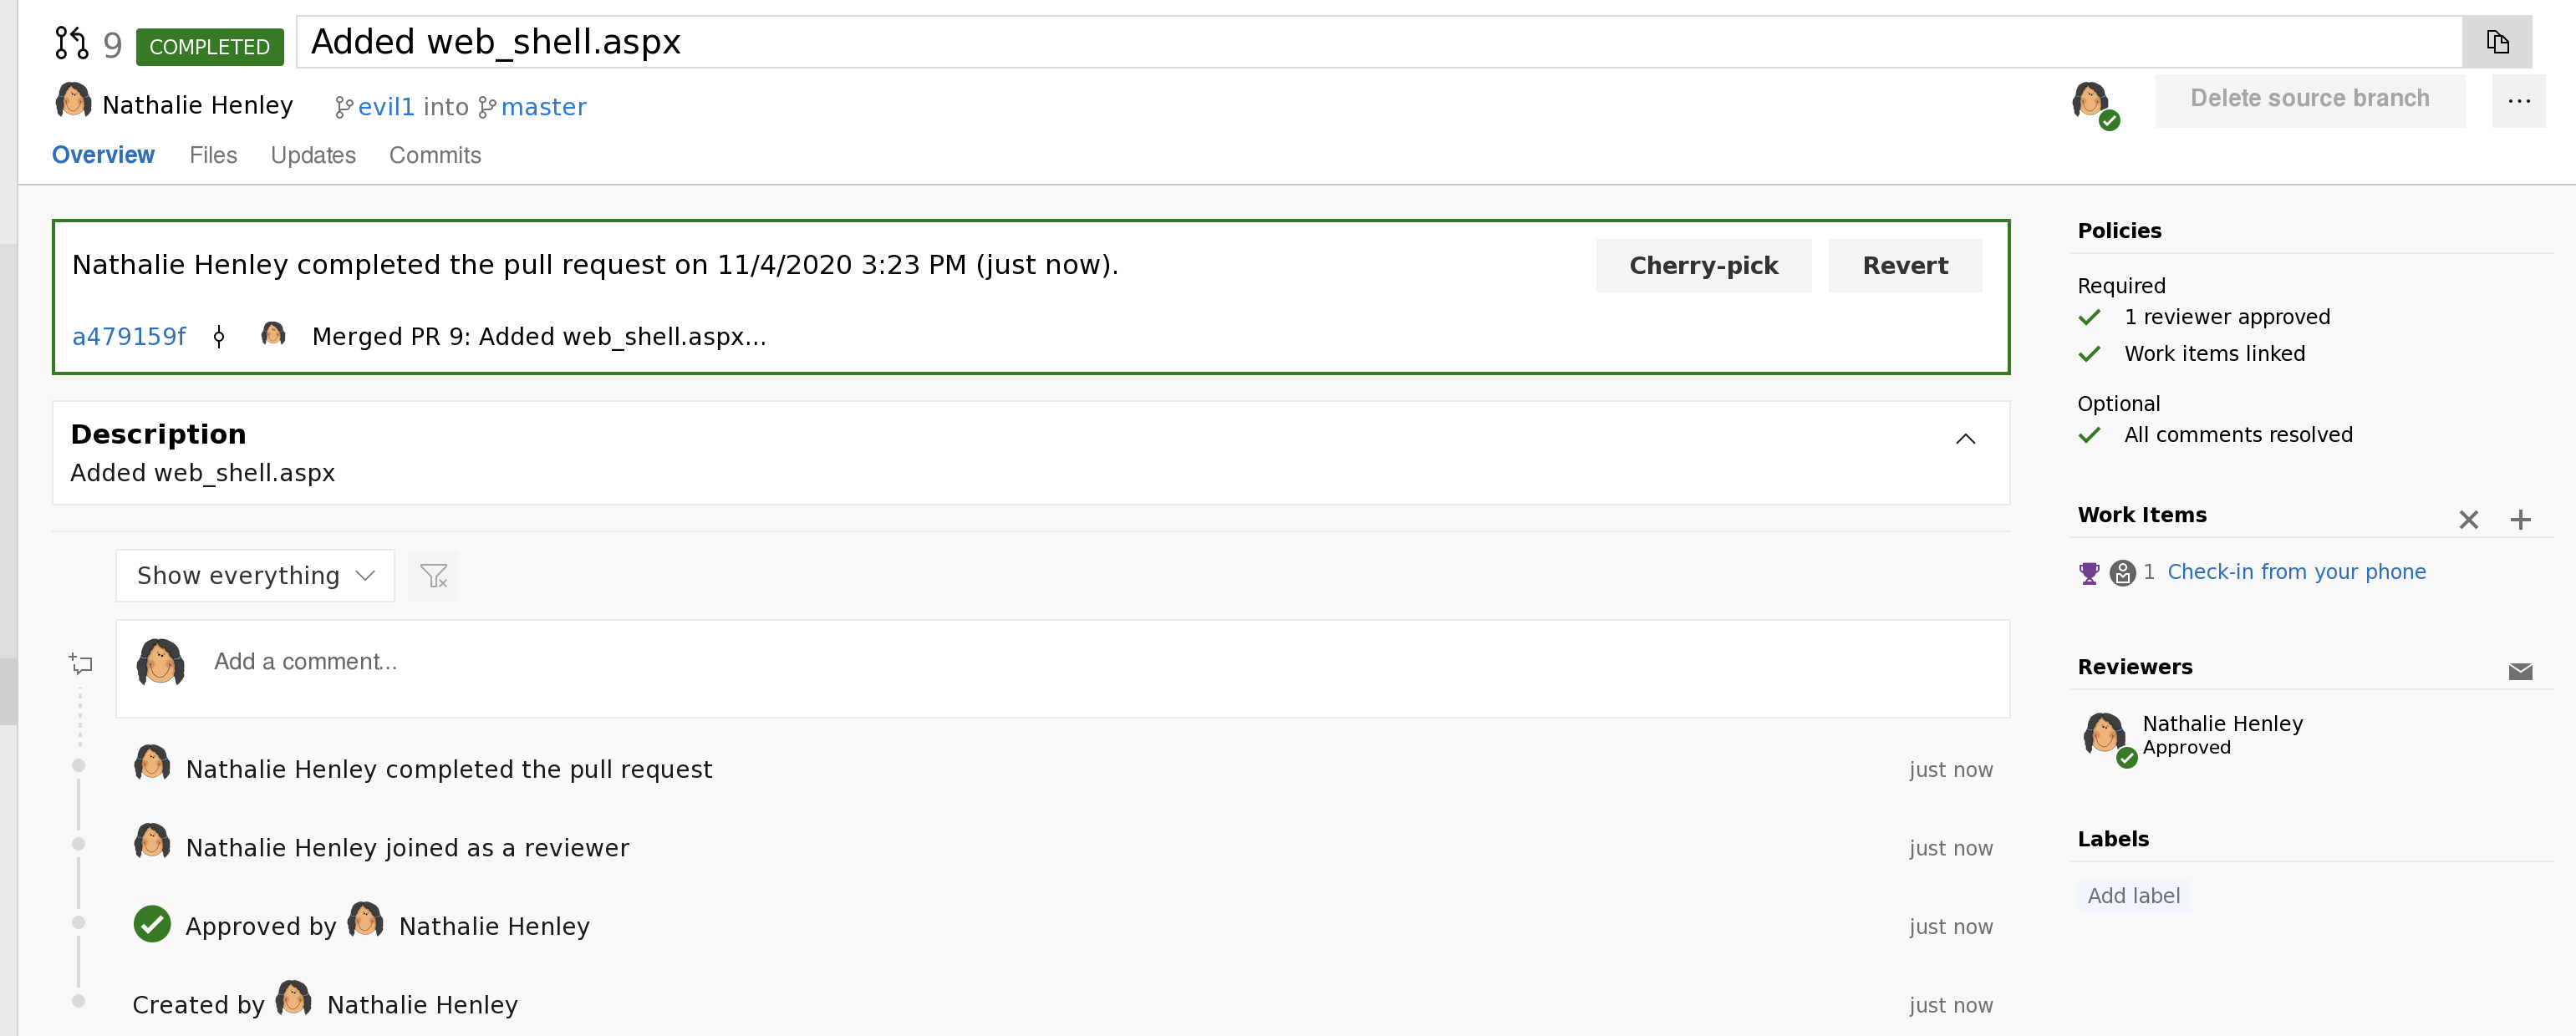 9 COMPLETED Added web_shell.aspx
Nathalie Henley evil1 into master Delete source branch ...
Overview Files Updates Commits
Nathalie Henley completed the pull request on 11/4/2020 3:23 PM (just now). Cherry-pick Revert
a479159f Merged PR 9: Added web_shell.aspx...
Description
Added web_shell.aspx
Show everything
Add a comment...
Nathalie Henley completed the pull request just now
Nathalie Henley joined as a reviewer just now
Approved by Nathalie Henley just now
Created by Nathalie Henley just now
Policies
Required
1 reviewer approved
Work items linked
Optional
All comments resolved
Work Items
1 Check-in from your phone
Reviewers
Nathalie Henley
Approved
Labels
Add label